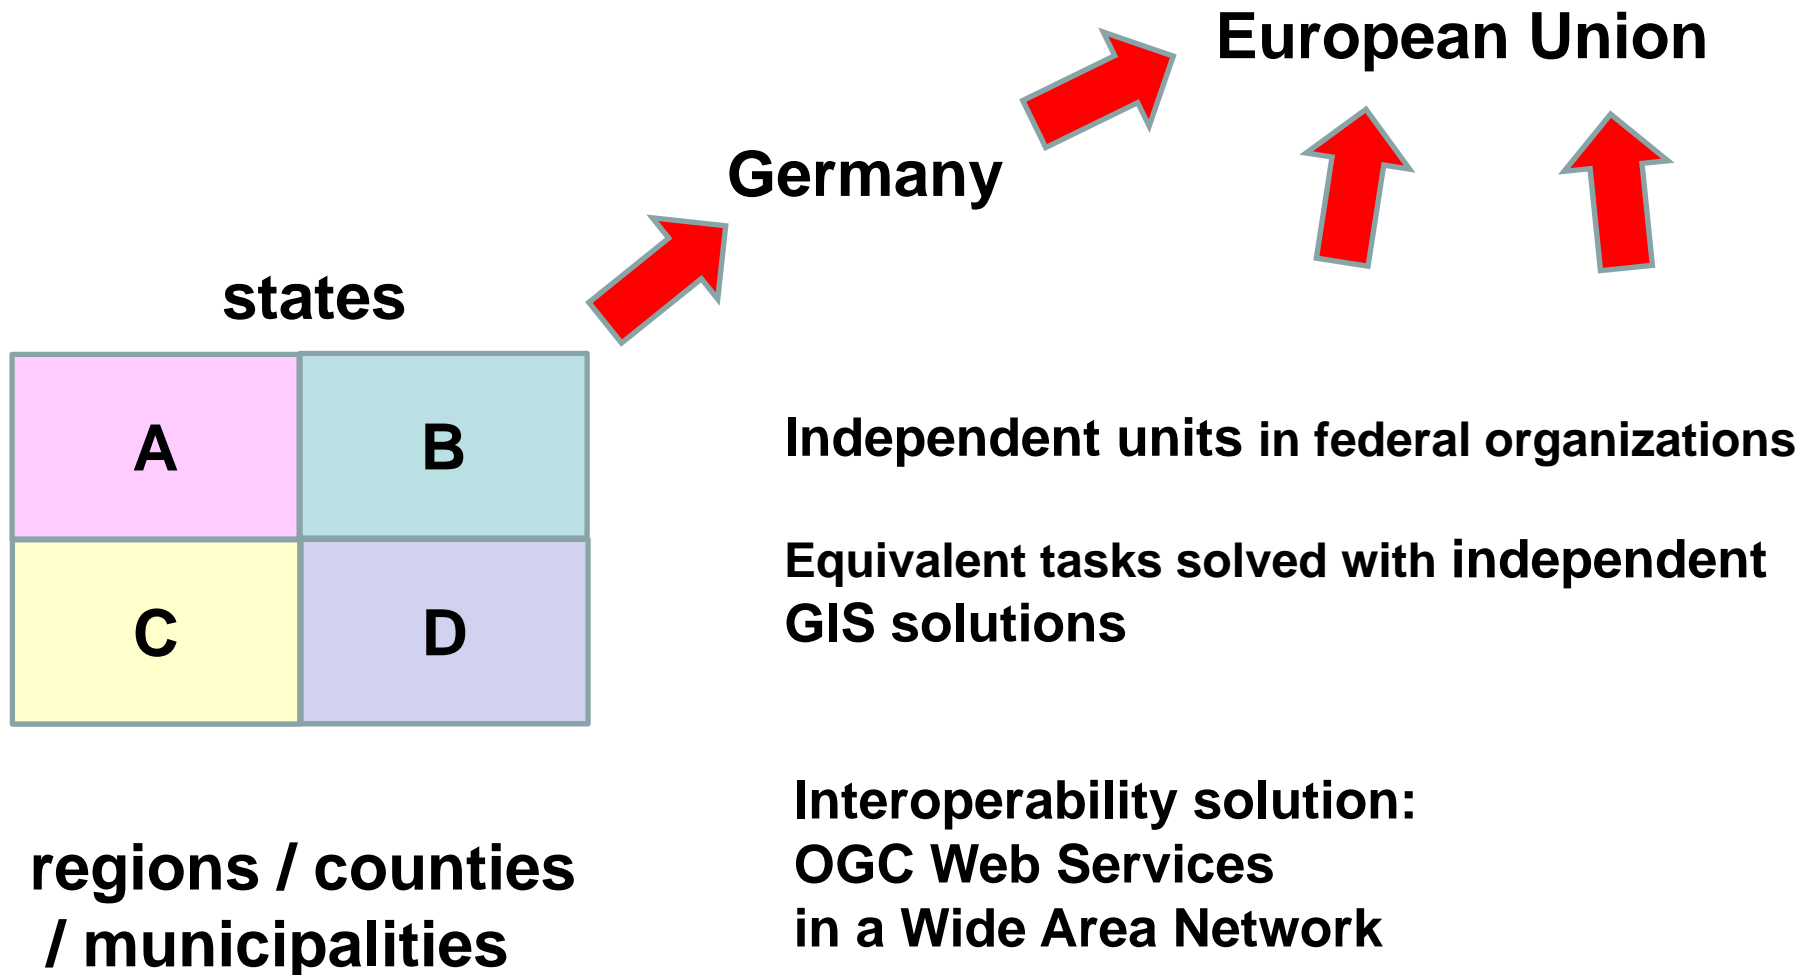 European Union
Germany
states
A
B
C
D
regions / counties
/ municipalities
Independent units in federal organizations
Equivalent tasks solved with independent
GIS solutions
Interoperability solution:
OGC Web Services
in a Wide Area Network